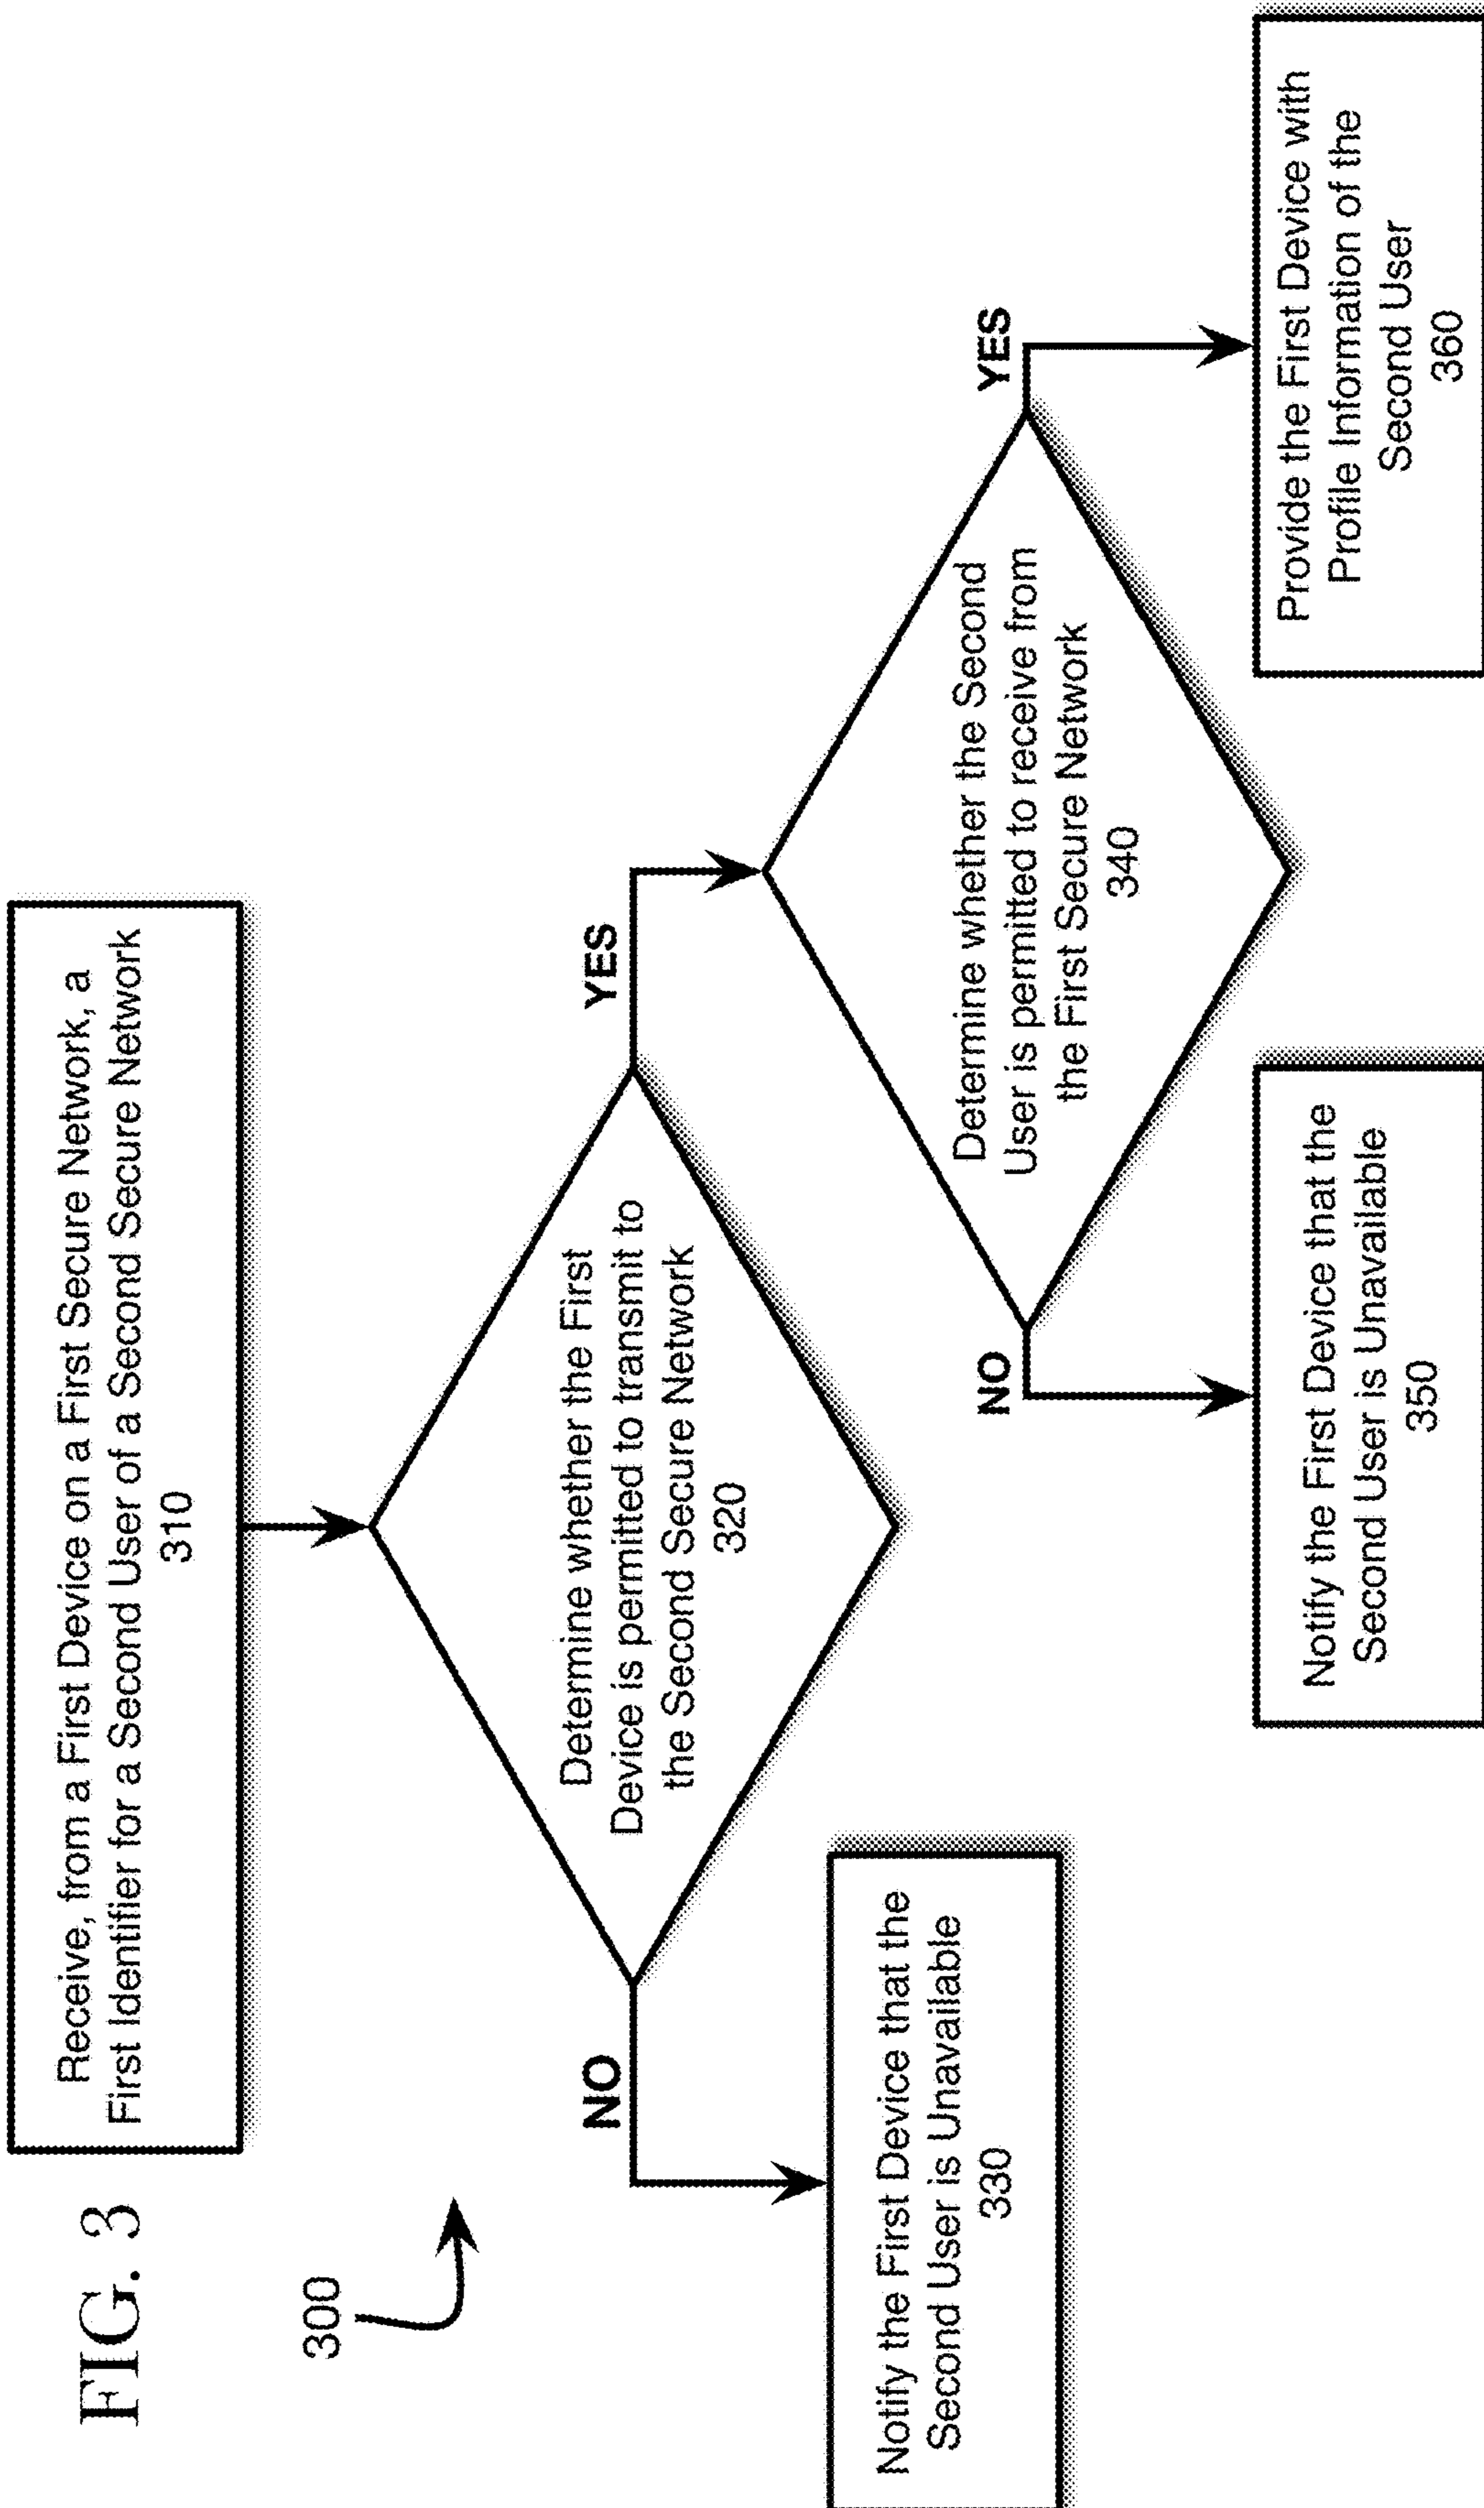 FIG. 3
300
Receive, from a First Device on a First Secure Network, a
First Identifier for a Second User of a Second Secure Network
310
Determine whether the First
Device is permitted to transmit to
the Second Secure Network
320
NO
YES
Notify the First Device that the
Second User is Unavailable
330
Determine whether the Second
User is permitted to receive from
the First Secure Network
340
NO
YES
Notify the First Device that the
Second User is Unavailable
350
Provide the First Device with
Profile Information of the
Second User
360